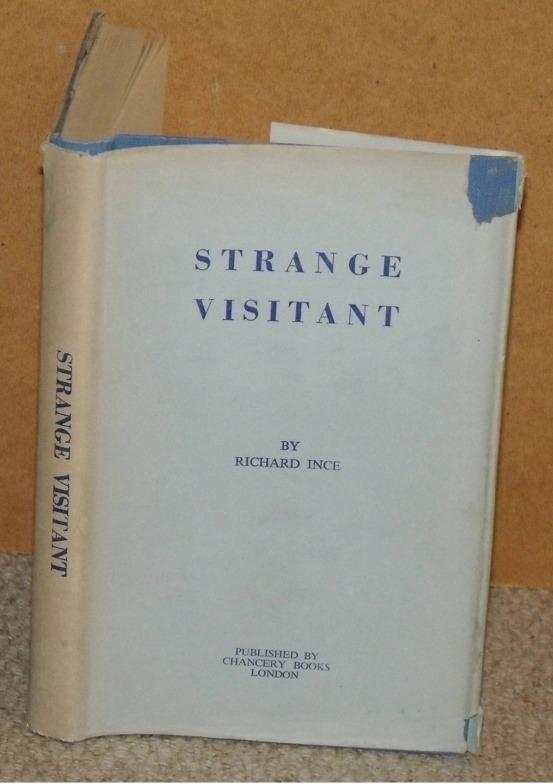 STRANGE
VISITANT
BY
RICHARD INCE
PUBLISHED BY
CHANCERY BOOKS
LONDON
STRANGE VISITANT